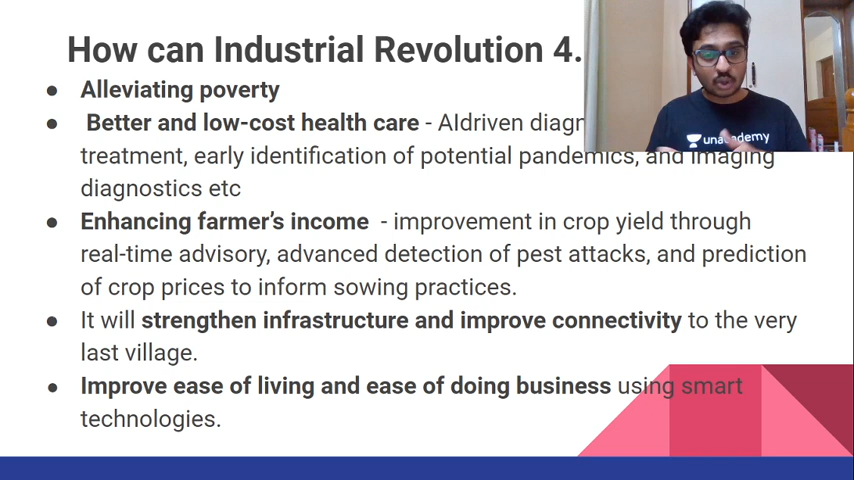 How can Industrial Revolution 4.
● Alleviating poverty
● Better and low-cost health care - AIdriven
treatment, early identification of potential pandemics, and imaging
diagnostics etc
● Enhancing farmer's income - improvement in crop yield through
real-time advisory, advanced detection of pest attacks, and prediction
of crop prices to inform sowing practices.
● It will strengthen infrastructure and improve connectivity to the very
last village.
● Improve ease of living and ease of doing business using smart
technologies.
unacademy